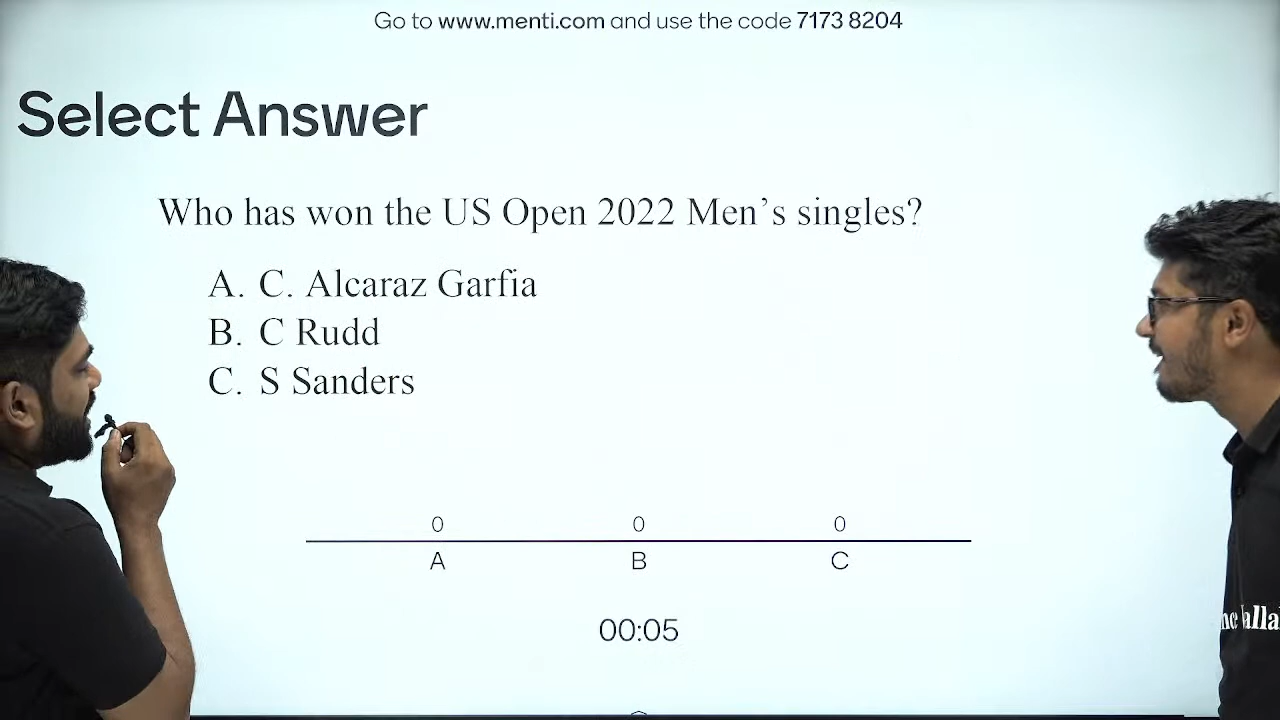 Go to www.menti.com and use the code 7173 8204
Select Answer
Who has won the US Open 2022 Men’s singles?
A. C. Alcaraz Garfia
B. C Rudd
C. S Sanders
0 0 0
A B C
00:05